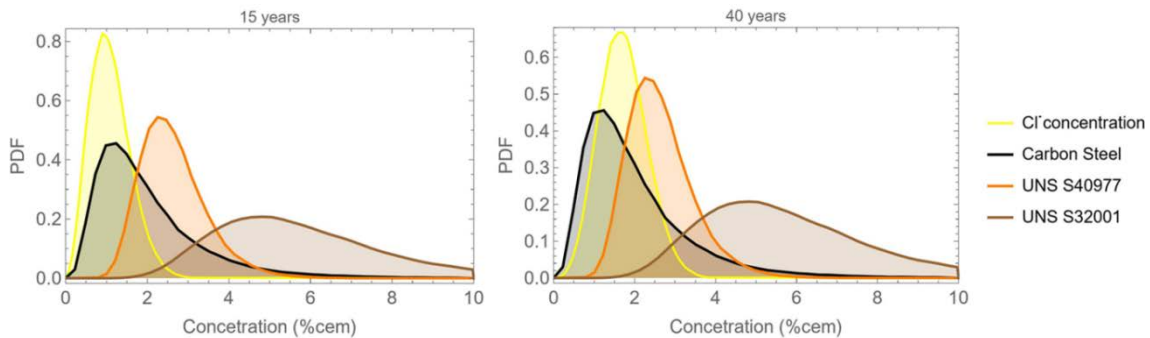 15 years
40 years
PDF
0.8
0.6
0.4
0.2
0.0
0 2 4 6 8 10
Concetration (%cem)
PDF
0.6
0.5
0.4
0.3
0.2
0.1
0.0
0 2 4 6 8 10
Concetration (%cem)
Cl⁻concentration
Carbon Steel
UNS S40977
UNS S32001